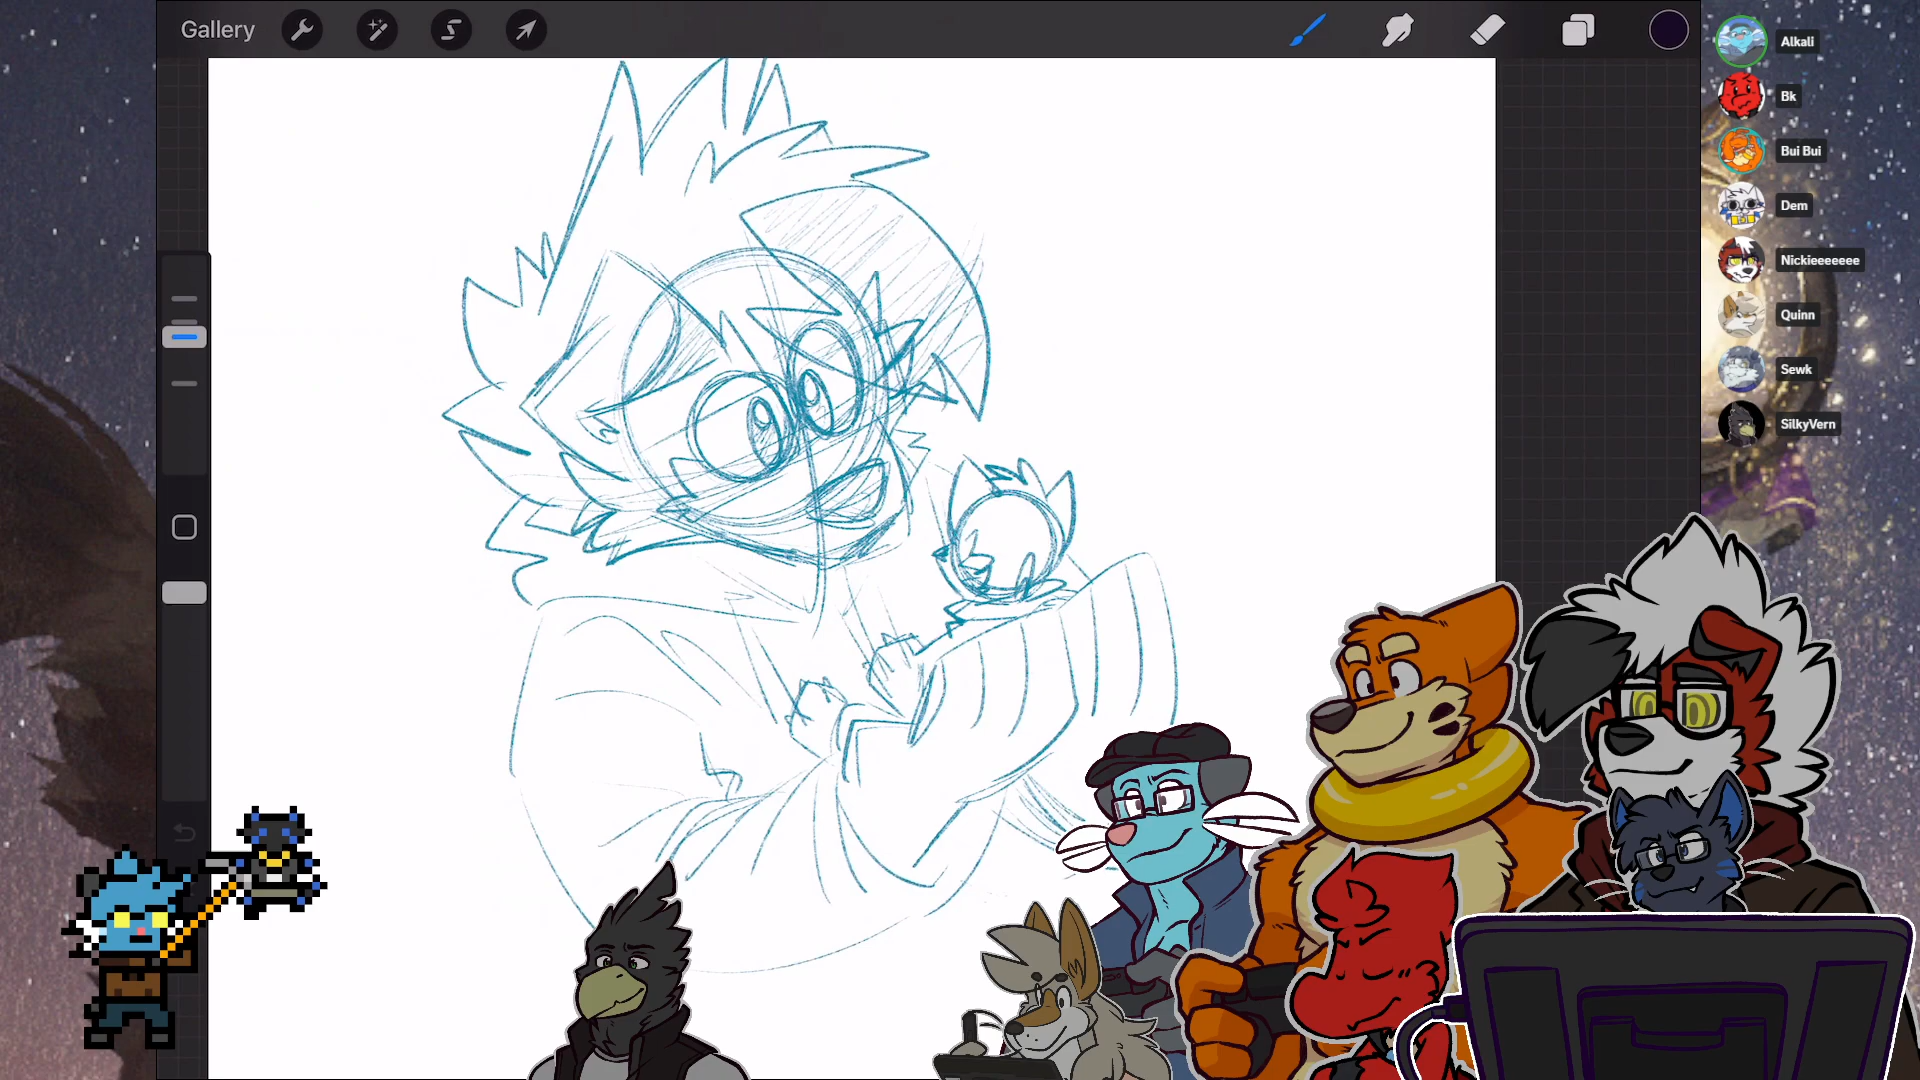 Gallery
Alkali
Bk
Bui Bui
Dem
Nickieeeeeee
Quinn
Sewk
SilkyVern